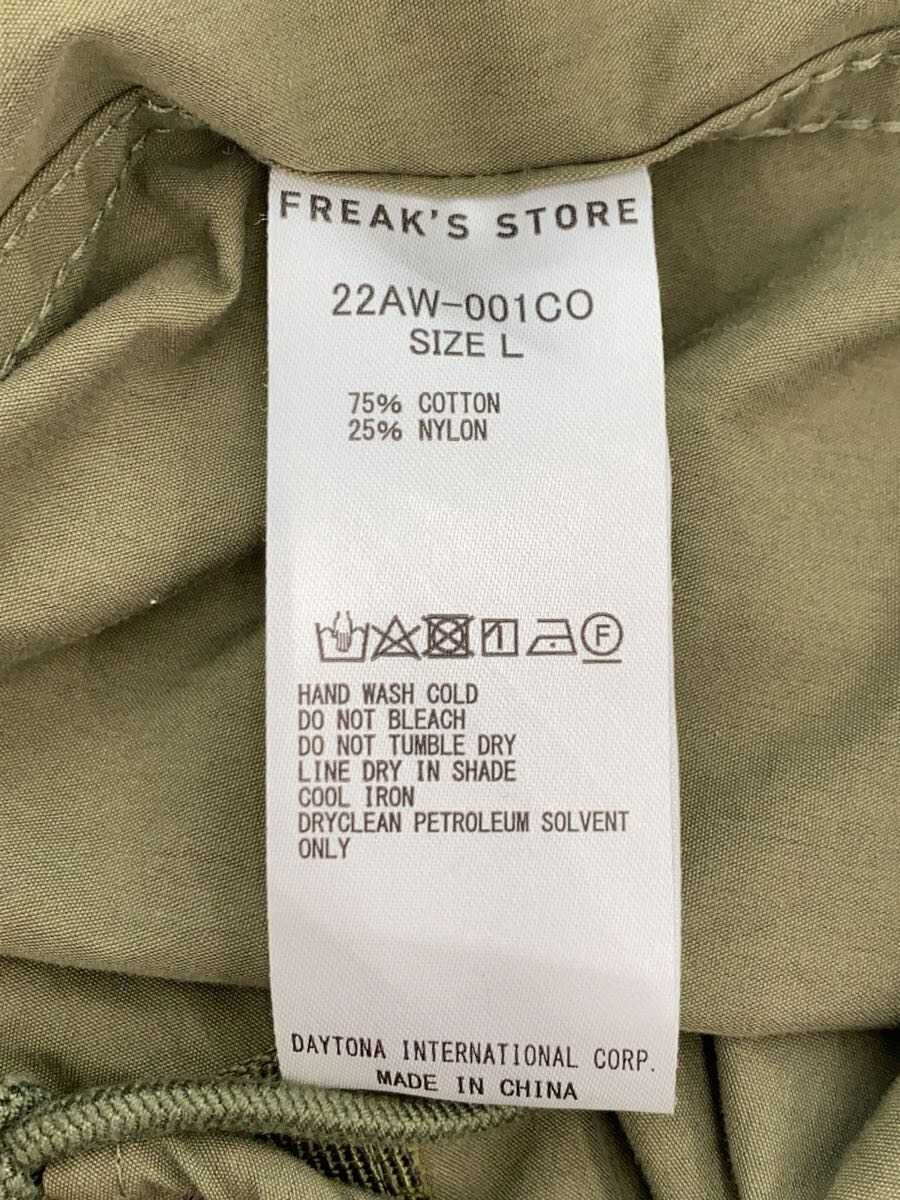 FREAK'S STORE
22AW-001CO
SIZE L
75% COTTON
25% NYLON
F
HAND WASH COLD
DO NOT BLEACH
DO NOT TUMBLE DRY
LINE DRY IN SHADE
COOL IRON
DRYCLEAN PETROLEUM SOLVENT
ONLY
DAYTONA INTERNATIONAL CORP.
MADE IN CHINA